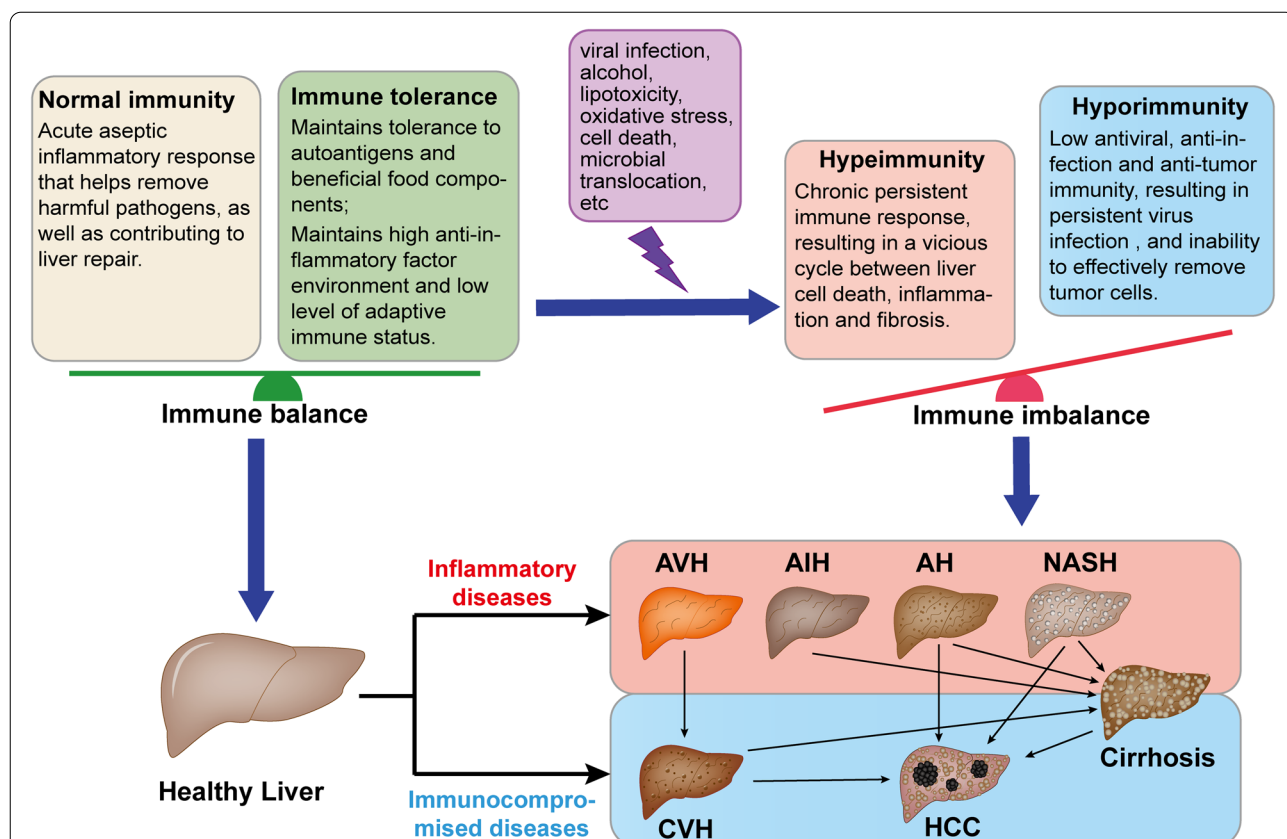 Normal immunity
Acute aseptic
inflammatory response
that helps remove
harmful pathogens, as
well as contributing to
liver repair.
Immune tolerance
Maintains tolerance to
autoantigens and
beneficial food compo-
nents;
Maintains high anti-in-
flammatory factor
environment and low
level of adaptive
immune status.
viral infection,
alcohol,
lipotoxicity,
oxidative stress,
cell death,
microbial
translocation,
etc
Hypeimmunity
Chronic persistent
immune response,
resulting in a vicious
cycle between liver
cell death, inflamma-
tion and fibrosis.
Hyporimmunity
Low antiviral, anti-in-
fection and anti-tumor
immunity, resulting in
persistent virus
infection , and inability
to effectively remove
tumor cells.
Immune balance
Immune imbalance
Inflammatory
diseases
AVH
AIH
AH
NASH
Healthy Liver
Immunocompro-
mised diseases
CVH
HCC
Cirrhosis